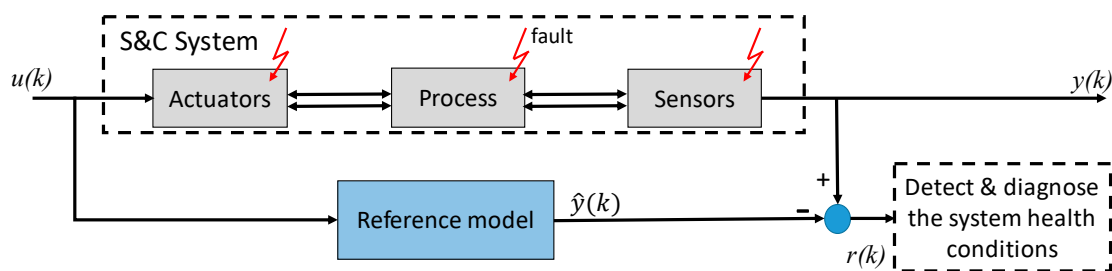 S&C System
fault
u(k)
Actuators
Process
Sensors
y(k)
+
Reference model
ŷ(k)
-
r(k)
Detect & diagnose
the system health
conditions